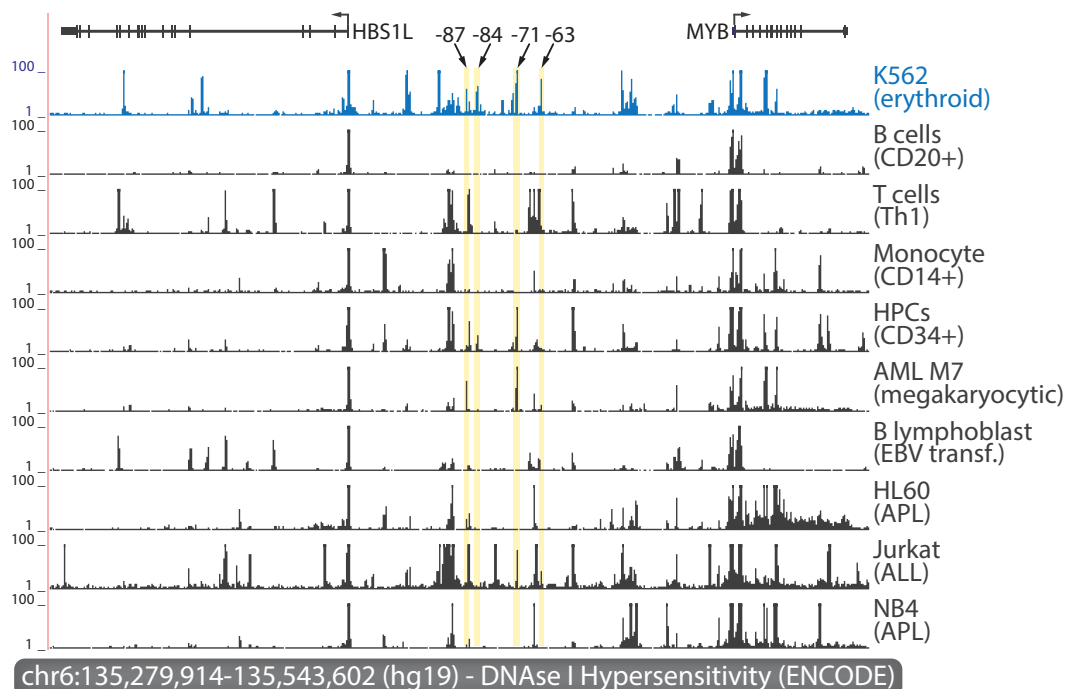 HBS1L
-87 -84 -71 -63
MYB
100
1
K562
(erythroid)
100
1
B cells
(CD20+)
100
1
T cells
(Th1)
100
1
Monocyte
(CD14+)
100
1
HPCs
(CD34+)
100
1
AML M7
(megakaryocytic)
100
1
B lymphoblast
(EBV transf.)
100
1
HL60
(APL)
100
1
Jurkat
(ALL)
100
1
NB4
(APL)
chr6:135,279,914-135,543,602 (hg19) - DNAse I Hypersensitivity (ENCODE)